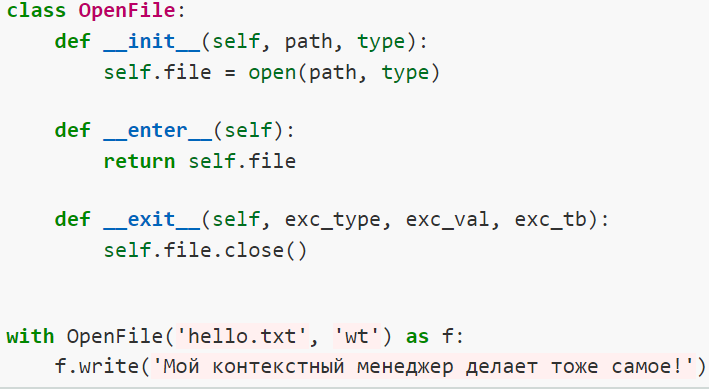 class OpenFile:
    def __init__(self, path, type):
        self.file = open(path, type)
    def __enter__(self):
        return self.file
    def __exit__(self, exc_type, exc_val, exc_tb):
        self.file.close()
with OpenFile('hello.txt', 'wt') as f:
    f.write('Мой контекстный менеджер делает тоже самое!')